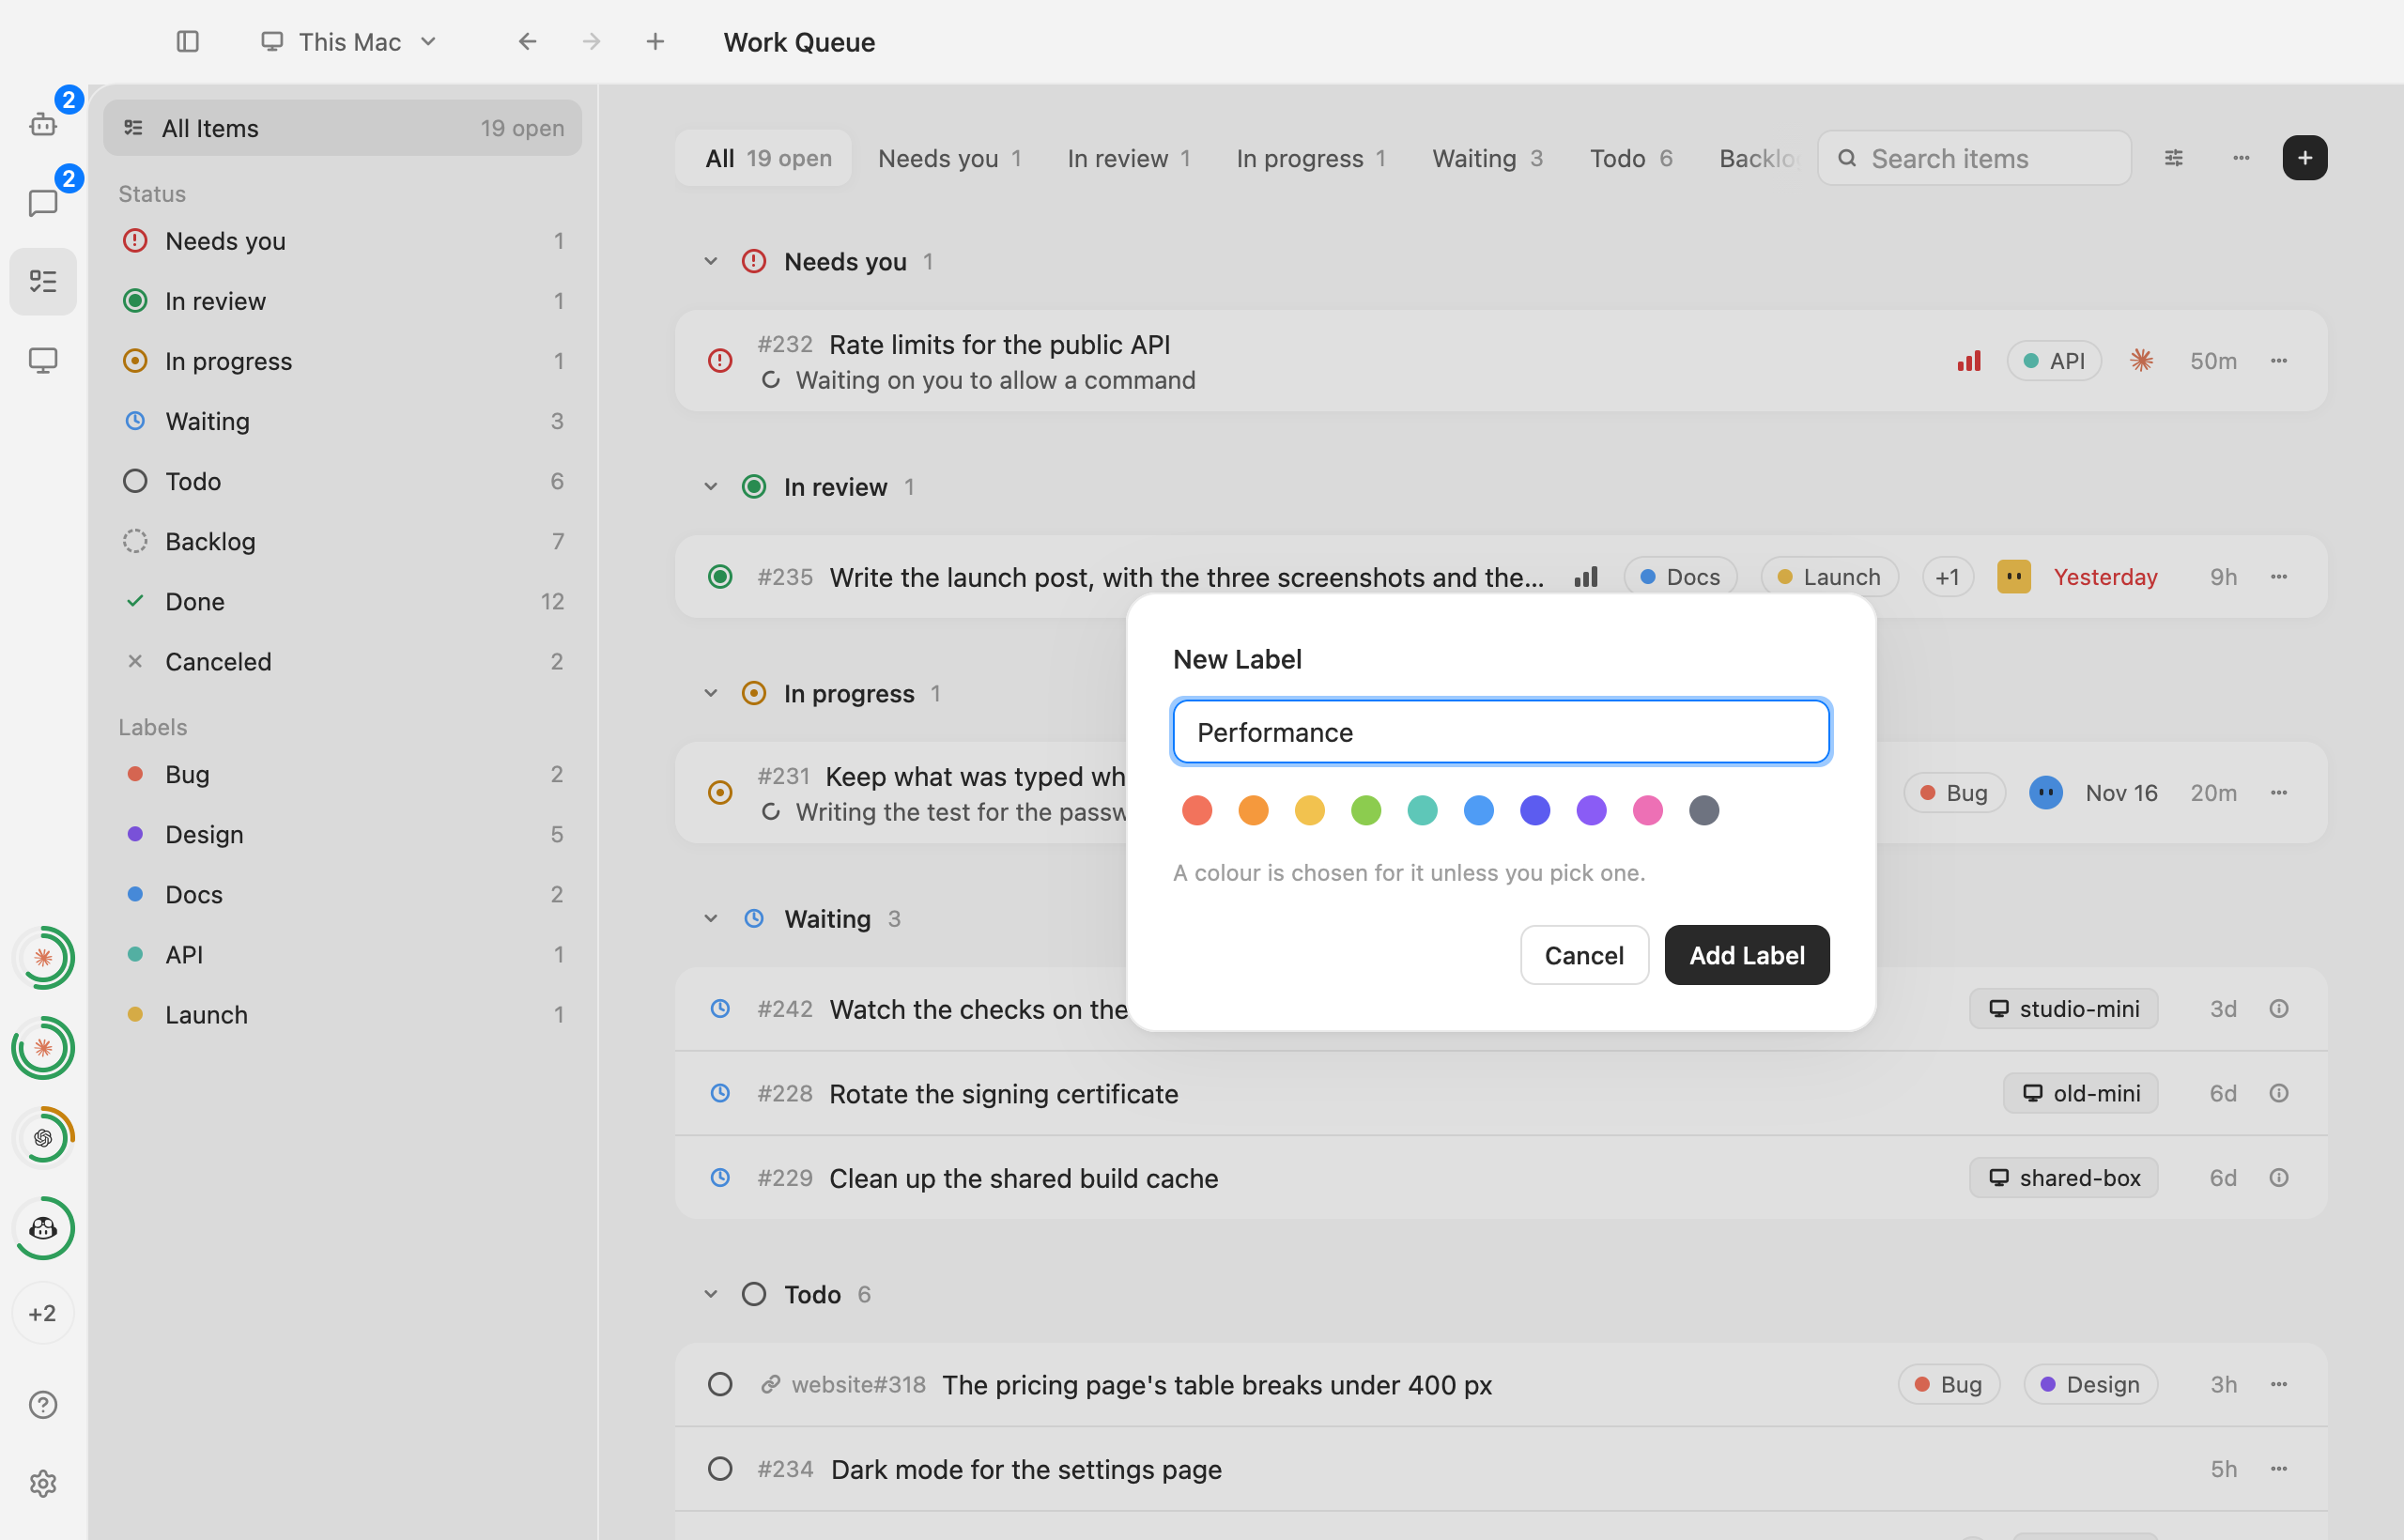 This Mac
Work Queue
2
2
All Items 19 open
Status
Needs you 1
In review 1
In progress 1
Waiting 3
Todo 6
Backlog 7
Done 12
Canceled 2
Labels
Bug 2
Design 5
Docs 2
API 1
Launch 1
+2
All 19 open Needs you 1 In review 1 In progress 1 Waiting 3 Todo 6 Backlo
Search items
Needs you 1
#232 Rate limits for the public API
Waiting on you to allow a command
API 50m
In review 1
#235 Write the launch post, with the three screenshots and the... Docs Launch +1 Yesterday 9h
In progress 1
#231 Keep what was typed wh
Writing the test for the passw
Bug Nov 16 20m
Waiting 3
#242 Watch the checks on the studio-mini 3d
#228 Rotate the signing certificate old-mini 6d
#229 Clean up the shared build cache shared-box 6d
Todo 6
website#318 The pricing page's table breaks under 400 px Bug Design 3h
#234 Dark mode for the settings page 5h
New Label
Performance
A colour is chosen for it unless you pick one.
Cancel Add Label